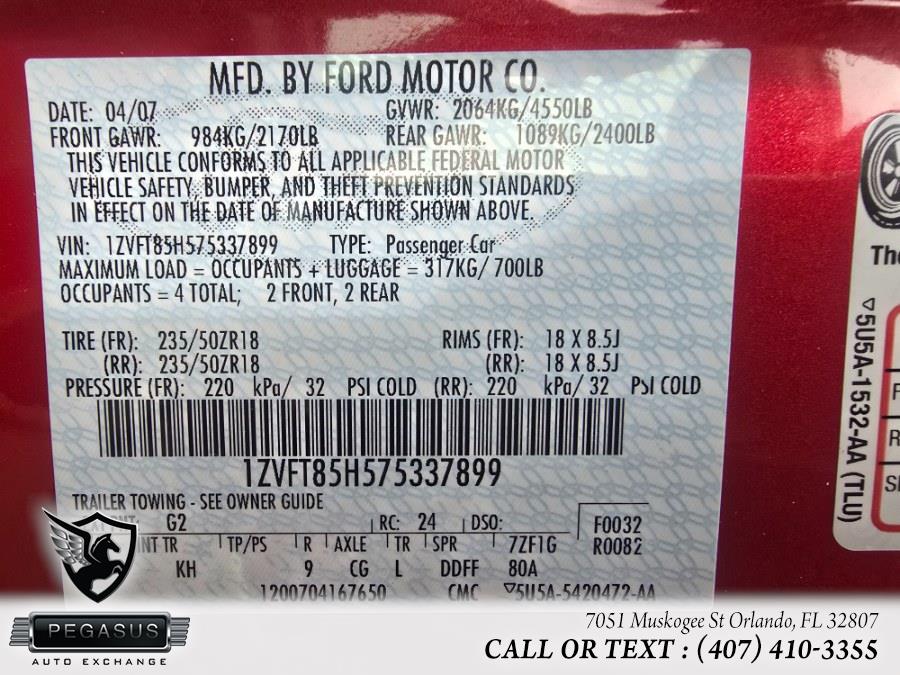 MFD. BY FORD MOTOR CO.
DATE: 04/07 GVWR: 2064KG/4550LB
FRONT GAWR: 984KG/2170LB REAR GAWR: 1089KG/2400LB
THIS VEHICLE CONFORMS TO ALL APPLICABLE FEDERAL MOTOR
VEHICLE SAFETY, BUMPER, AND THEFT PREVENTION STANDARDS
IN EFFECT ON THE DATE OF MANUFACTURE SHOWN ABOVE.
VIN: 1ZVFT85H575337899 TYPE: Passenger Car
MAXIMUM LOAD = OCCUPANTS + LUGGAGE = 317KG/ 700LB
OCCUPANTS = 4 TOTAL; 2 FRONT, 2 REAR
TIRE (FR): 235/50ZR18 RIMS (FR): 18 X 8.5J
(RR): 235/50ZR18 (RR): 18 X 8.5J
PRESSURE (FR): 220 kPa/ 32 PSI COLD (RR): 220 kPa/ 32 PSI COLD
1ZVFT85H575337899
TRAILER TOWING - SEE OWNER GUIDE
G2 RC: 24 DSO: F0032
INT TR TP/PS R AXLE TR SPR 7ZF1G R0082
KH 9 CG L DDFF 80A
1200704167650 CMC ▽5U5A-5420472-AA
The
▽5U5A-1532-AA (TLU)
PEGASUS
AUTO EXCHANGE
7051 Muskogee St Orlando, FL 32807
CALL OR TEXT : (407) 410-3355